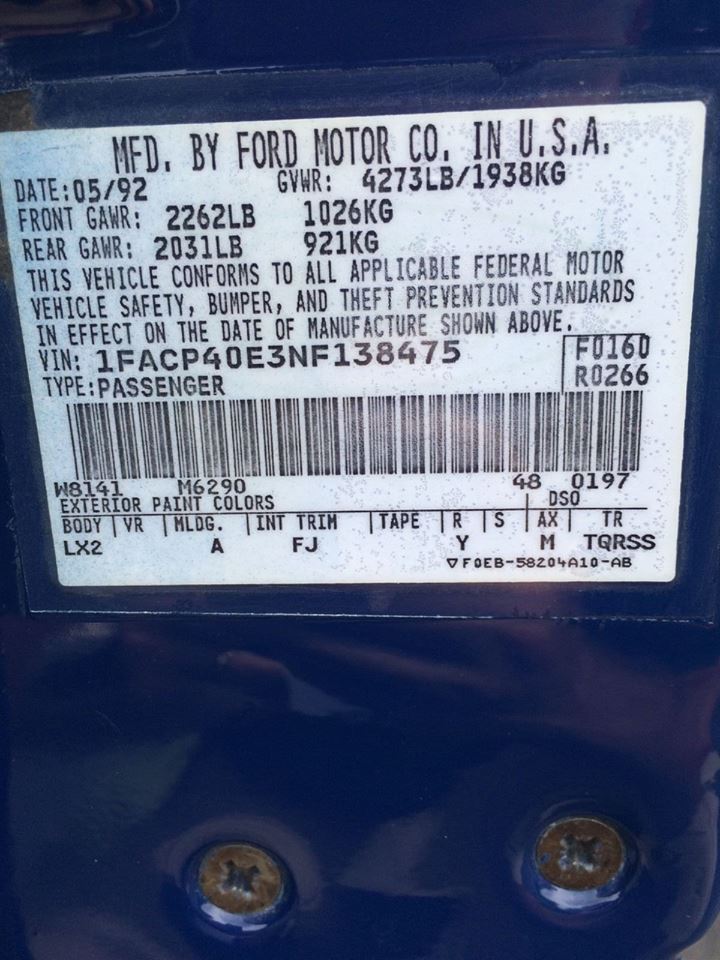 MFD. BY FORD MOTOR CO. IN U.S.A.
DATE:05/92 GVWR: 4273LB/1938KG
FRONT GAWR: 2262LB 1026KG
REAR GAWR: 2031LB 921KG
THIS VEHICLE CONFORMS TO ALL APPLICABLE FEDERAL MOTOR
VEHICLE SAFETY, BUMPER, AND THEFT PREVENTION STANDARDS
IN EFFECT ON THE DATE OF MANUFACTURE SHOWN ABOVE.
VIN: 1FACP40E3NF138475 F0160
TYPE:PASSENGER R0266
W8141 M6290 48 0197
EXTERIOR PAINT COLORS DSO
BODY VR MLDG. INT TRIM TAPE R S AX TR
LX2 A FJ Y M TQRSS
▽F0EB-58204A10-AB